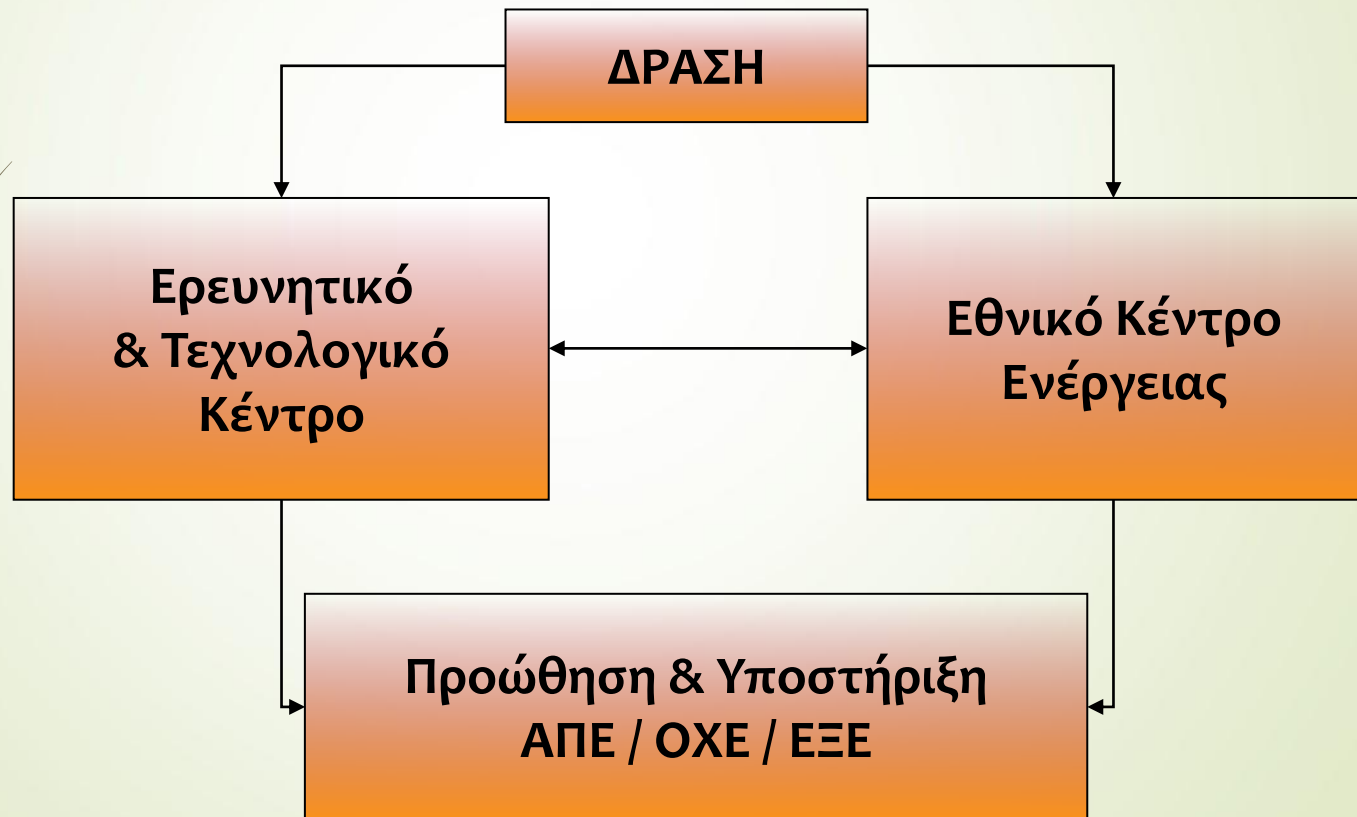 ΔΡΑΣΗ
Ερευνητικό
& Τεχνολογικό
Κέντρο
Εθνικό Κέντρο
Ενέργειας
Προώθηση & Υποστήριξη
ΑΠΕ / ΟΧΕ / ΕΞΕ